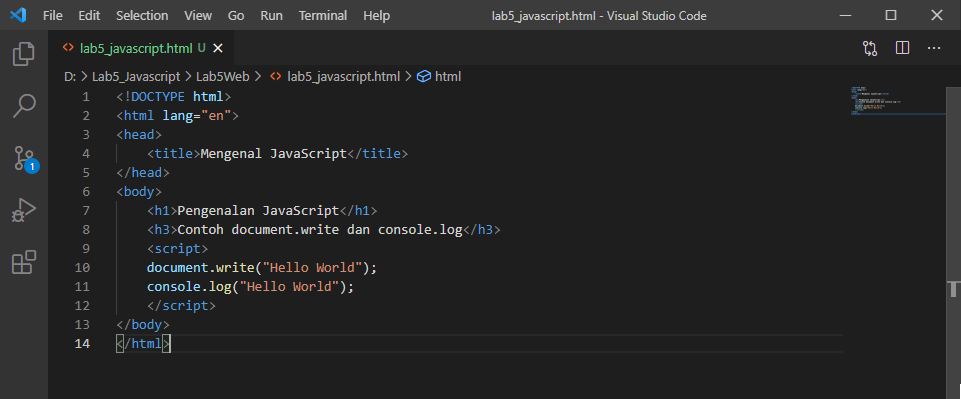 File Edit Selection View Go Run Terminal Help lab5_javascript.html - Visual Studio Code
<> lab5_javascript.html U
D: > Lab5_Javascript > Lab5Web > <> lab5_javascript.html > html
1 <!DOCTYPE html>
2 <html lang="en">
3 <head>
4 <title>Mengenal JavaScript</title>
5 </head>
6 <body>
7 <h1>Pengenalan JavaScript</h1>
8 <h3>Contoh document.write dan console.log</h3>
9 <script>
10 document.write("Hello World");
11 console.log("Hello World");
12 </script>
13 </body>
14 </html>
1